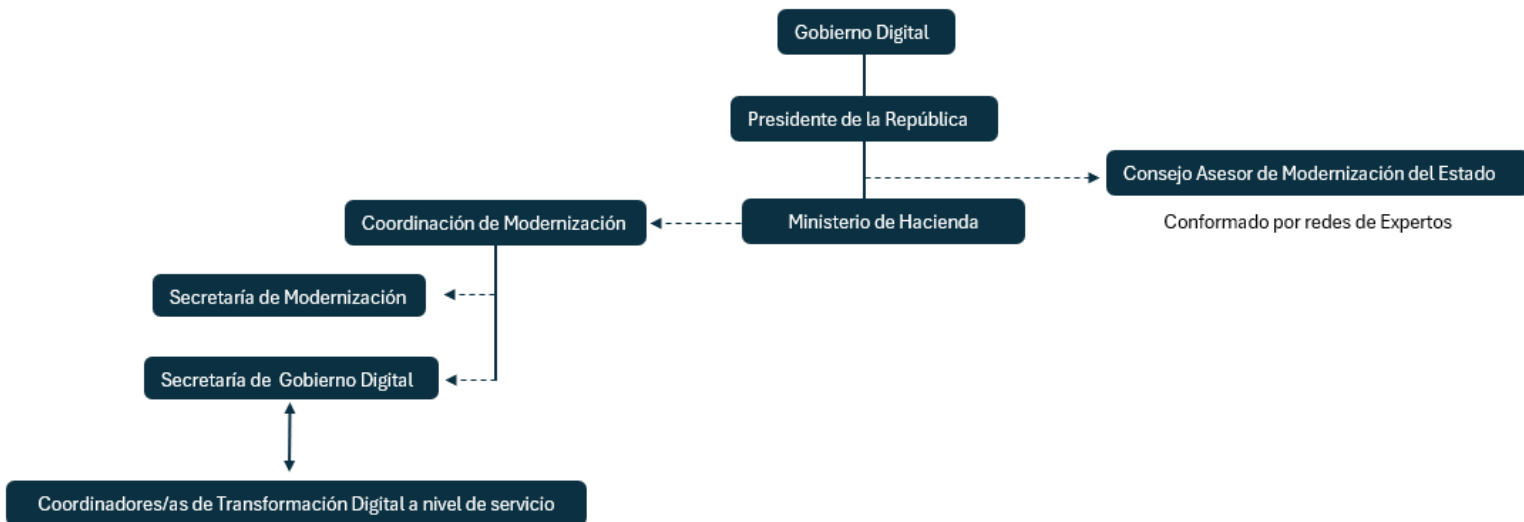 Gobierno Digital
Presidente de la República
Consejo Asesor de Modernización del Estado
Conformado por redes de Expertos
Ministerio de Hacienda
Coordinación de Modernización
Secretaría de Modernización
Secretaría de Gobierno Digital
Coordinadores/as de Transformación Digital a nivel de servicio